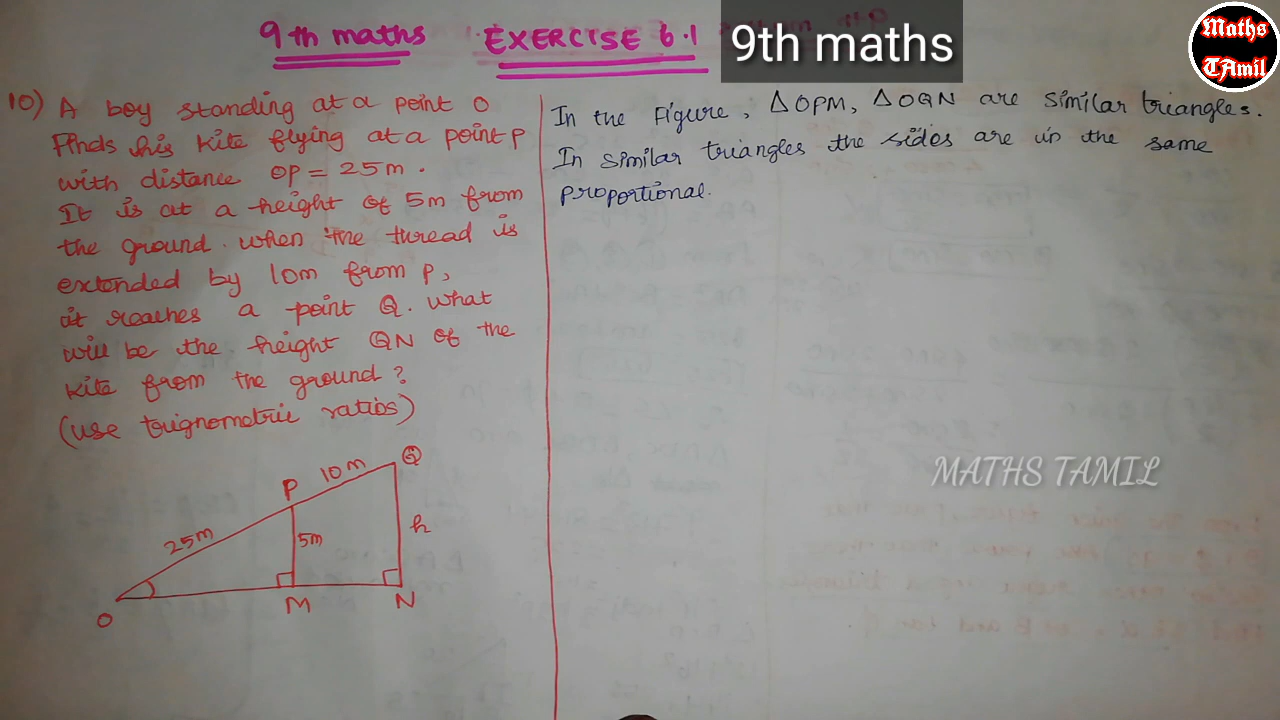 9th maths EXERCISE 6.1
9th maths
Maths
TAmil
10) A boy standing at a point O
Finds his kite flying at a point P
with distance OP = 25m.
It is at a height of 5m from
the ground. when the thread is
extended by 10m from P,
it reaches a point Q. What
will be the height QN of the
kite from the ground?
(use trignometric ratios)
In the Figure, △OPM, △OQN are similar triangles.
In similar triangles the sides are in the same
proportional.
MATHS TAMIL
Q
10m
P
25m
5m
h
O
M
N